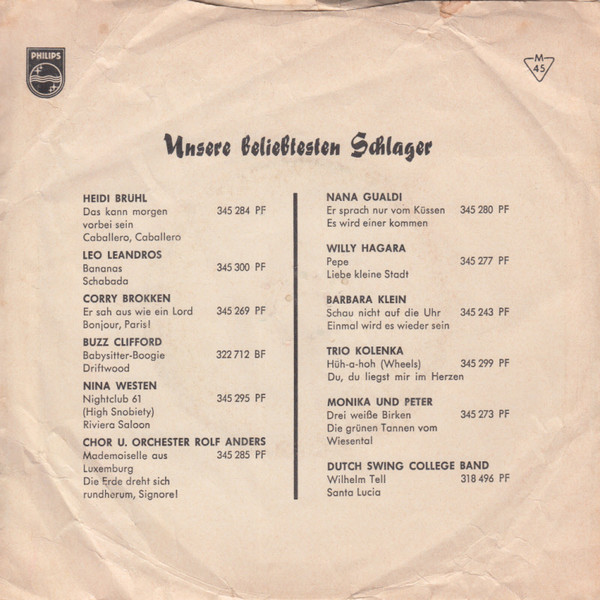 PHILIPS
M
45
Unsere beliebtesten Schlager
HEIDI BRUHL
Das kann morgen 345 284 PF
vorbei sein
Caballero, Caballero
LEO LEANDROS
Bananas 345 300 PF
Schabada
CORRY BROKKEN
Er sah aus wie ein Lord 345 269 PF
Bonjour, Paris!
BUZZ CLIFFORD
Babysitter-Boogie 322 712 BF
Driftwood
NINA WESTEN
Nightclub 61 345 295 PF
(High Snobiety)
Riviera Saloon
CHOR U. ORCHESTER ROLF ANDERS
Mademoiselle aus 345 285 PF
Luxemburg
Die Erde dreht sich
rundherum, Signore!
NANA GUALDI
Er sprach nur vom Küssen 345 280 PF
Es wird einer kommen
WILLY HAGARA
Pepe 345 277 PF
Liebe kleine Stadt
BARBARA KLEIN
Schau nicht auf die Uhr 345 243 PF
Einmal wird es wieder sein
TRIO KOLENKA
Hüh-a-hoh (Wheels) 345 299 PF
Du, du liegst mir im Herzen
MONIKA UND PETER
Drei weiße Birken 345 273 PF
Die grünen Tannen vom
Wiesental
DUTCH SWING COLLEGE BAND
Wilhelm Tell 318 496 PF
Santa Lucia